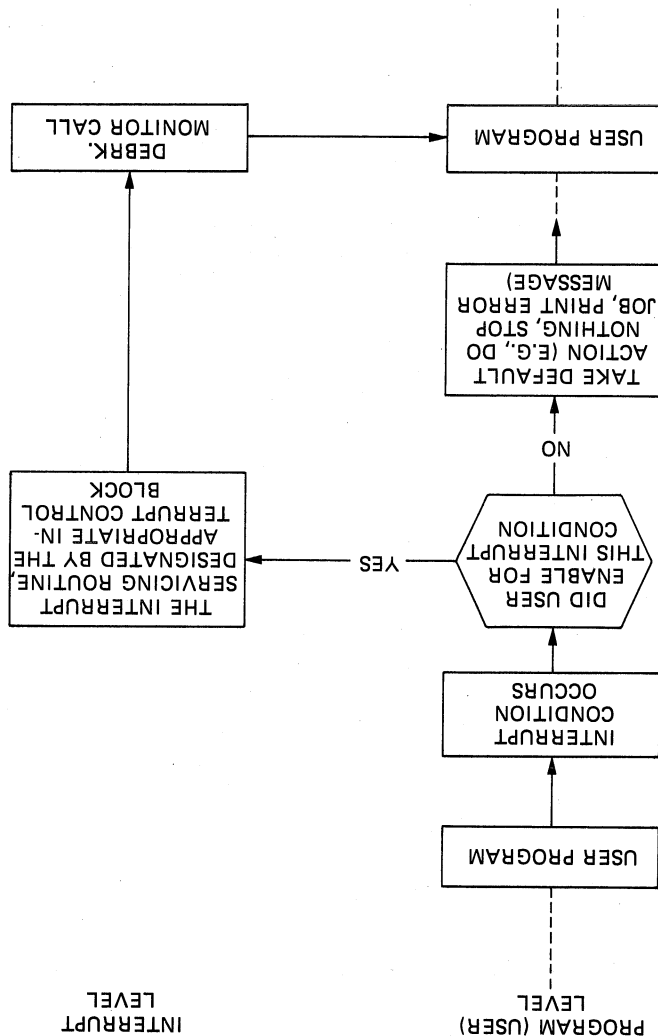 PROGRAM (USER)
LEVEL
INTERRUPT
LEVEL
USER PROGRAM
INTERRUPT
CONDITION
OCCURS
DID USER
ENABLE FOR
THIS INTERRUPT
CONDITION
YES
THE INTERRUPT
SERVICING ROUTINE,
DESIGNATED BY THE
APPROPRIATE IN-
TERRUPT CONTROL
BLOCK
NO
TAKE DEFAULT
ACTION (E.G., DO
NOTHING, STOP
JOB, PRINT ERROR
MESSAGE)
USER PROGRAM
DEBRK.
MONITOR CALL